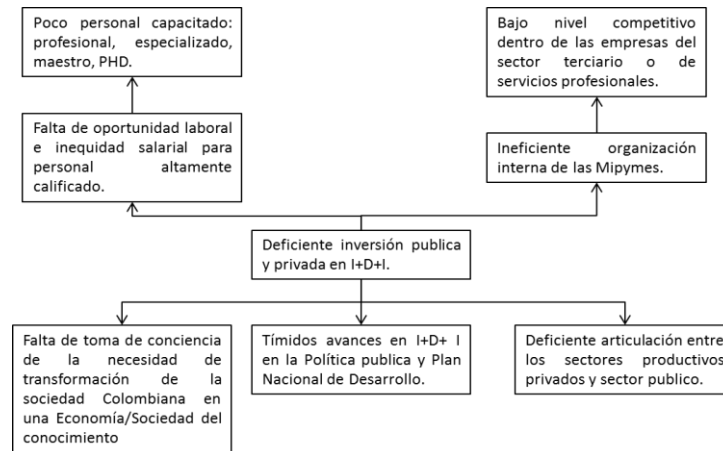 Poco personal capacitado:
profesional, especializado,
maestro, PHD.
Bajo nivel competitivo
dentro de las empresas del
sector terciario o de
servicios profesionales.
Falta de oportunidad laboral
e inequidad salarial para
personal altamente
calificado.
Ineficiente organización
interna de las Mipymes.
Deficiente inversión publica
y privada en I+D+I.
Falta de toma de conciencia
de la necesidad de
transformación de la
sociedad Colombiana en
una Economía/Sociedad del
conocimiento
Tímidos avances en I+D+ I
en la Política publica y Plan
Nacional de Desarrollo.
Deficiente articulación entre
los sectores productivos
privados y sector publico.